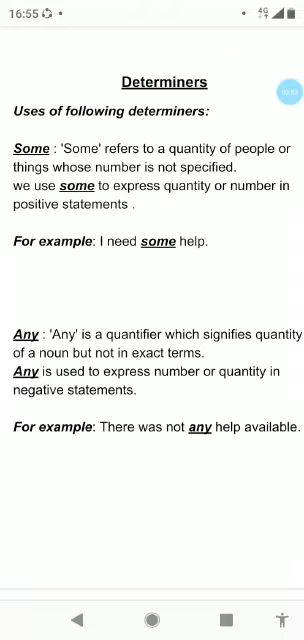 16:55
4G
Determiners
Uses of following determiners:
Some : 'Some' refers to a quantity of people or
things whose number is not specified.
we use some to express quantity or number in
positive statements .
For example: I need some help.
Any : 'Any' is a quantifier which signifies quantity
of a noun but not in exact terms.
Any is used to express number or quantity in
negative statements.
For example: There was not any help available.